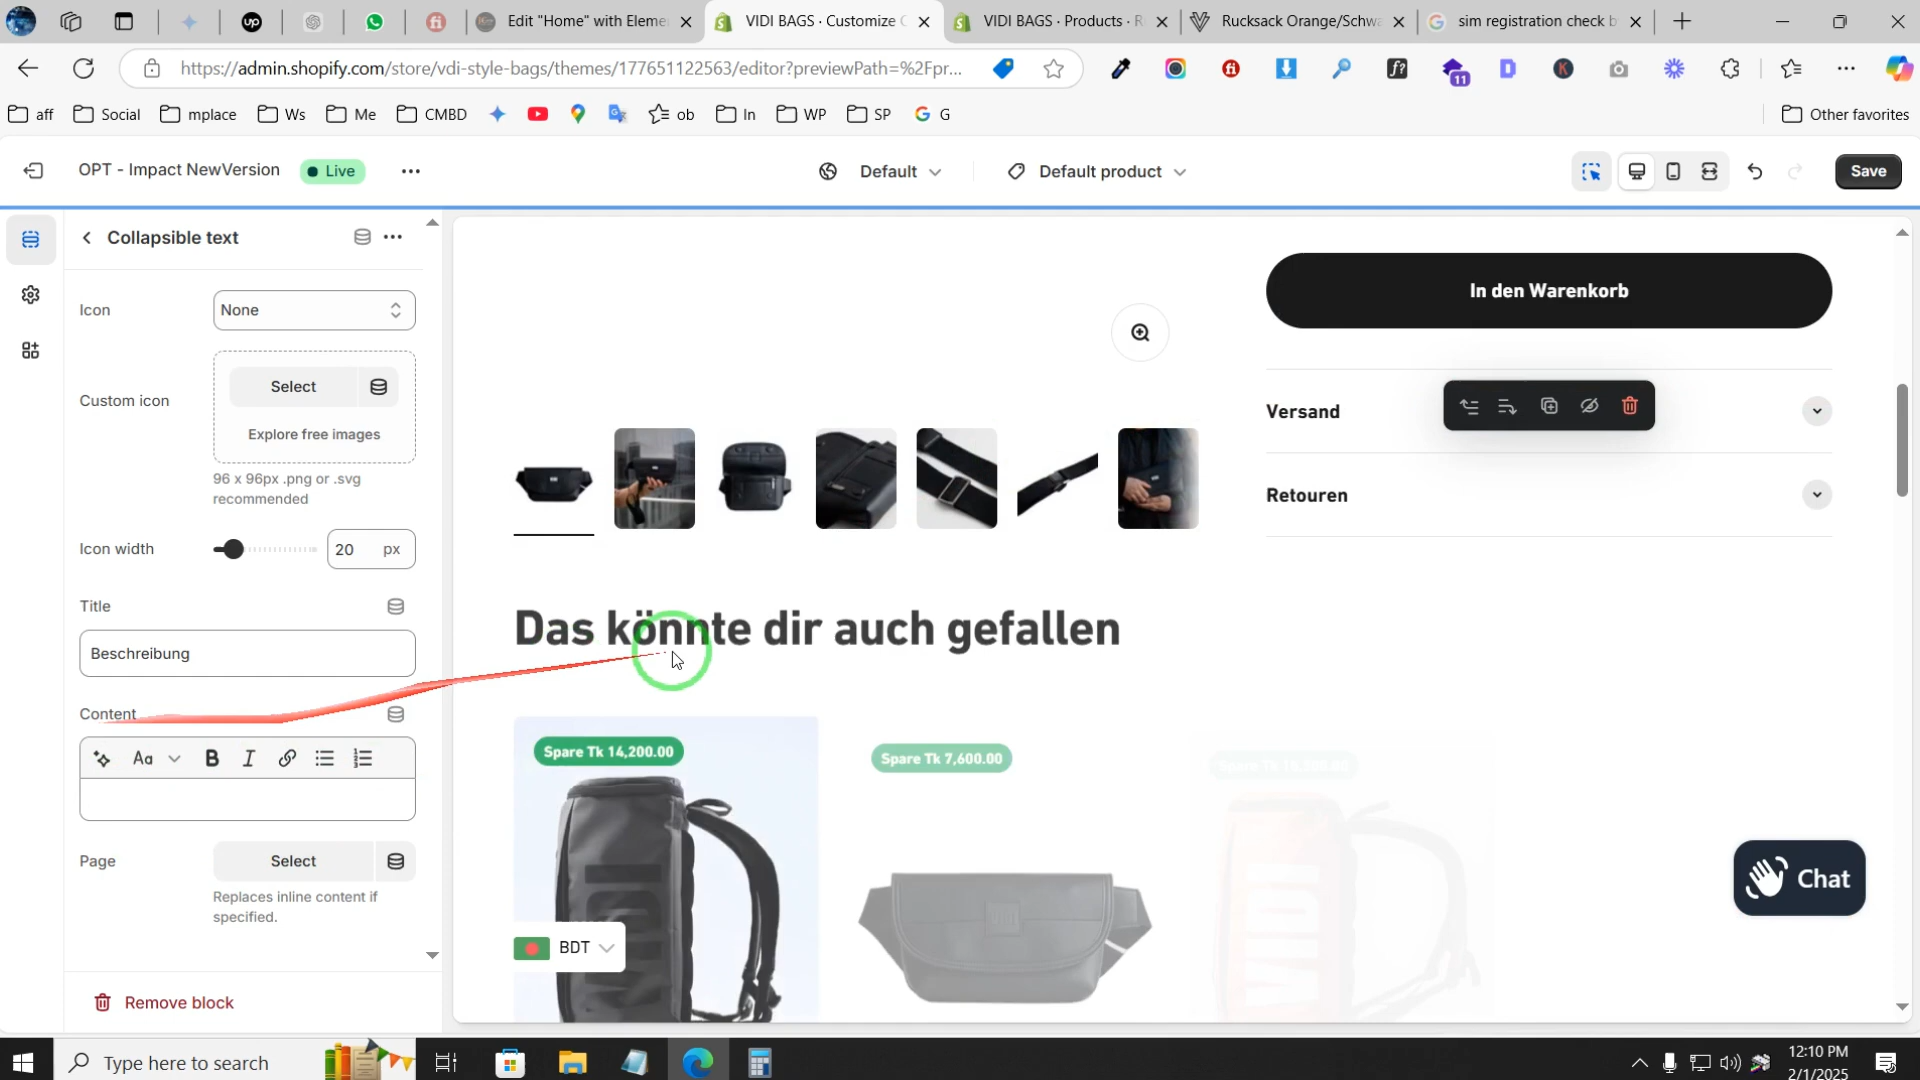 Edit "Home" with Eleme
VIDI BAGS · Customize
VIDI BAGS · Products · R
Rucksack Orange/Schwa
sim registration check b
https://admin.shopify.com/store/vdi-style-bags/themes/177651122563/editor?previewPath=%2Fpr...
11
aff
Social
mplace
Ws
Me
CMBD
ob
In
WP
SP
G
Other favorites
OPT - Impact NewVersion
Live
Default
Default product
Save
Collapsible text
Icon
None
Custom icon
Select
Explore free images
96 x 96px .png or .svg
recommended
Icon width
20 px
Title
Beschreibung
Content
Aa
B I
Page
Select
Replaces inline content if
specified.
Remove block
In den Warenkorb
Versand
Retouren
Das könnte dir auch gefallen
Spare Tk 14,200.00
Spare Tk 7,600.00
BDT
Chat
Type here to search
12:10 PM
2/1/2025